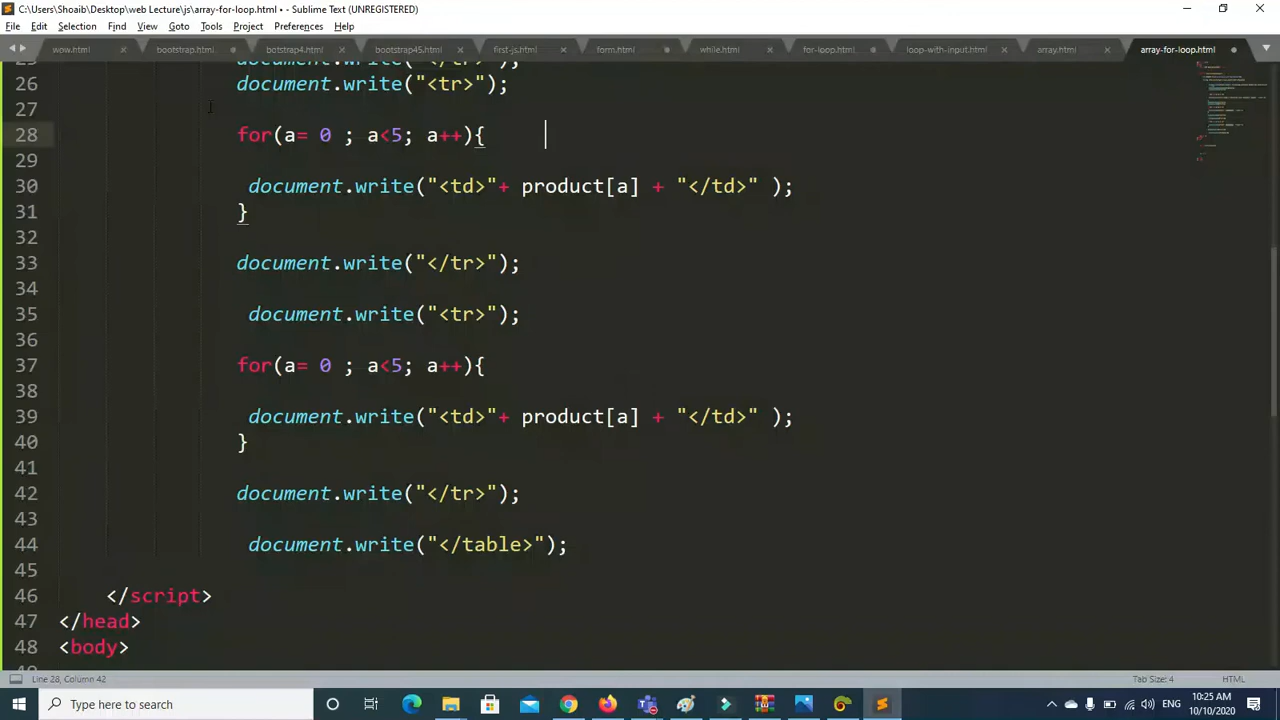 C:\Users\Shoaib\Desktop\web Lecture\js\array-for-loop.html • - Sublime Text (UNREGISTERED)
File Edit Selection Find View Goto Tools Project Preferences Help
wow.html bootstrap.html botstrap4.html bootstrap45.html first-js.html form.html while.html for-loop.html loop-with-input.html array.html array-for-loop.html
25 document.write("</tr>");
26 document.write("<tr>");
27
28 for(a= 0 ; a<5; a++){
29
30 document.write("<td>"+ product[a] + "</td>" );
31 }
32
33 document.write("</tr>");
34
35 document.write("<tr>");
36
37 for(a= 0 ; a<5; a++){
38
39 document.write("<td>"+ product[a] + "</td>" );
40 }
41
42 document.write("</tr>");
43
44 document.write("</table>");
45
46 </script>
47 </head>
48 <body>
49
Line 28, Column 42 Tab Size: 4 HTML
Type here to search
ENG
10:25 AM
10/10/2020